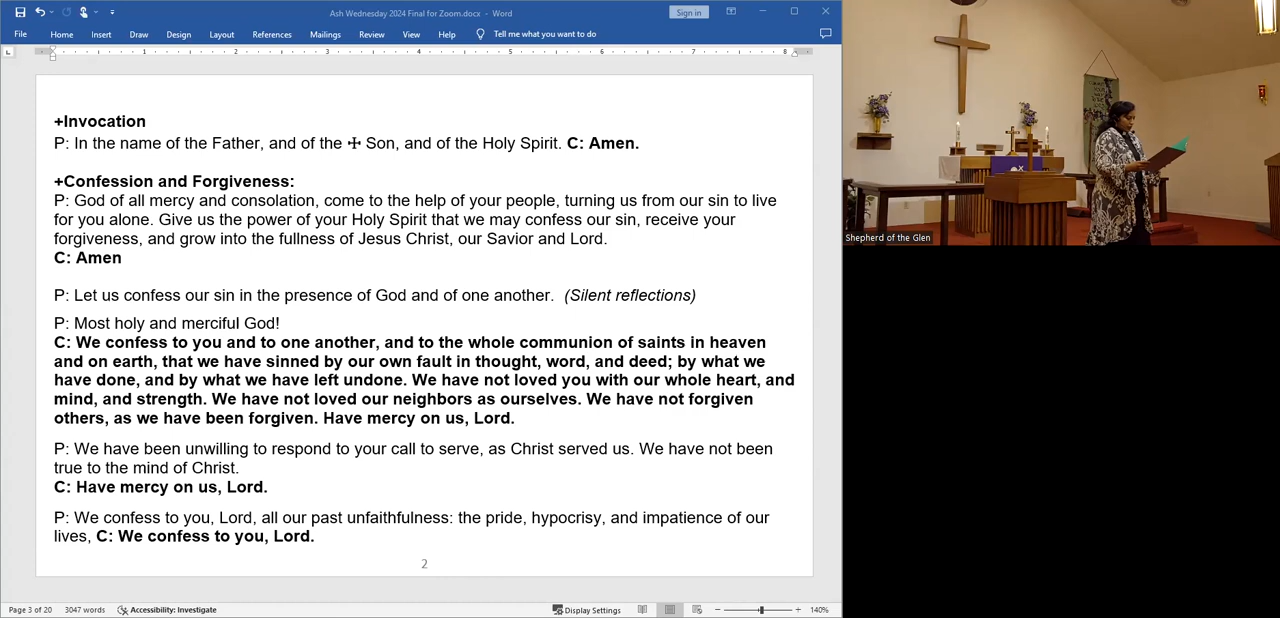 Ash Wednesday 2024 Final for Zoom.docx - Word
Sign in
File Home Insert Draw Design Layout References Mailings Review View Help Tell me what you want to do
1 2 3 4 5 6 7 8
+Invocation
P: In the name of the Father, and of the ☩ Son, and of the Holy Spirit. C: Amen.
+Confession and Forgiveness:
P: God of all mercy and consolation, come to the help of your people, turning us from our sin to live
for you alone. Give us the power of your Holy Spirit that we may confess our sin, receive your
forgiveness, and grow into the fullness of Jesus Christ, our Savior and Lord.
C: Amen
P: Let us confess our sin in the presence of God and of one another. (Silent reflections)
P: Most holy and merciful God!
C: We confess to you and to one another, and to the whole communion of saints in heaven
and on earth, that we have sinned by our own fault in thought, word, and deed; by what we
have done, and by what we have left undone. We have not loved you with our whole heart, and
mind, and strength. We have not loved our neighbors as ourselves. We have not forgiven
others, as we have been forgiven. Have mercy on us, Lord.
P: We have been unwilling to respond to your call to serve, as Christ served us. We have not been
true to the mind of Christ.
C: Have mercy on us, Lord.
P: We confess to you, Lord, all our past unfaithfulness: the pride, hypocrisy, and impatience of our
lives, C: We confess to you, Lord.
2
Page 3 of 20 3047 words Accessibility: Investigate Display Settings 140%
Shepherd of the Glen